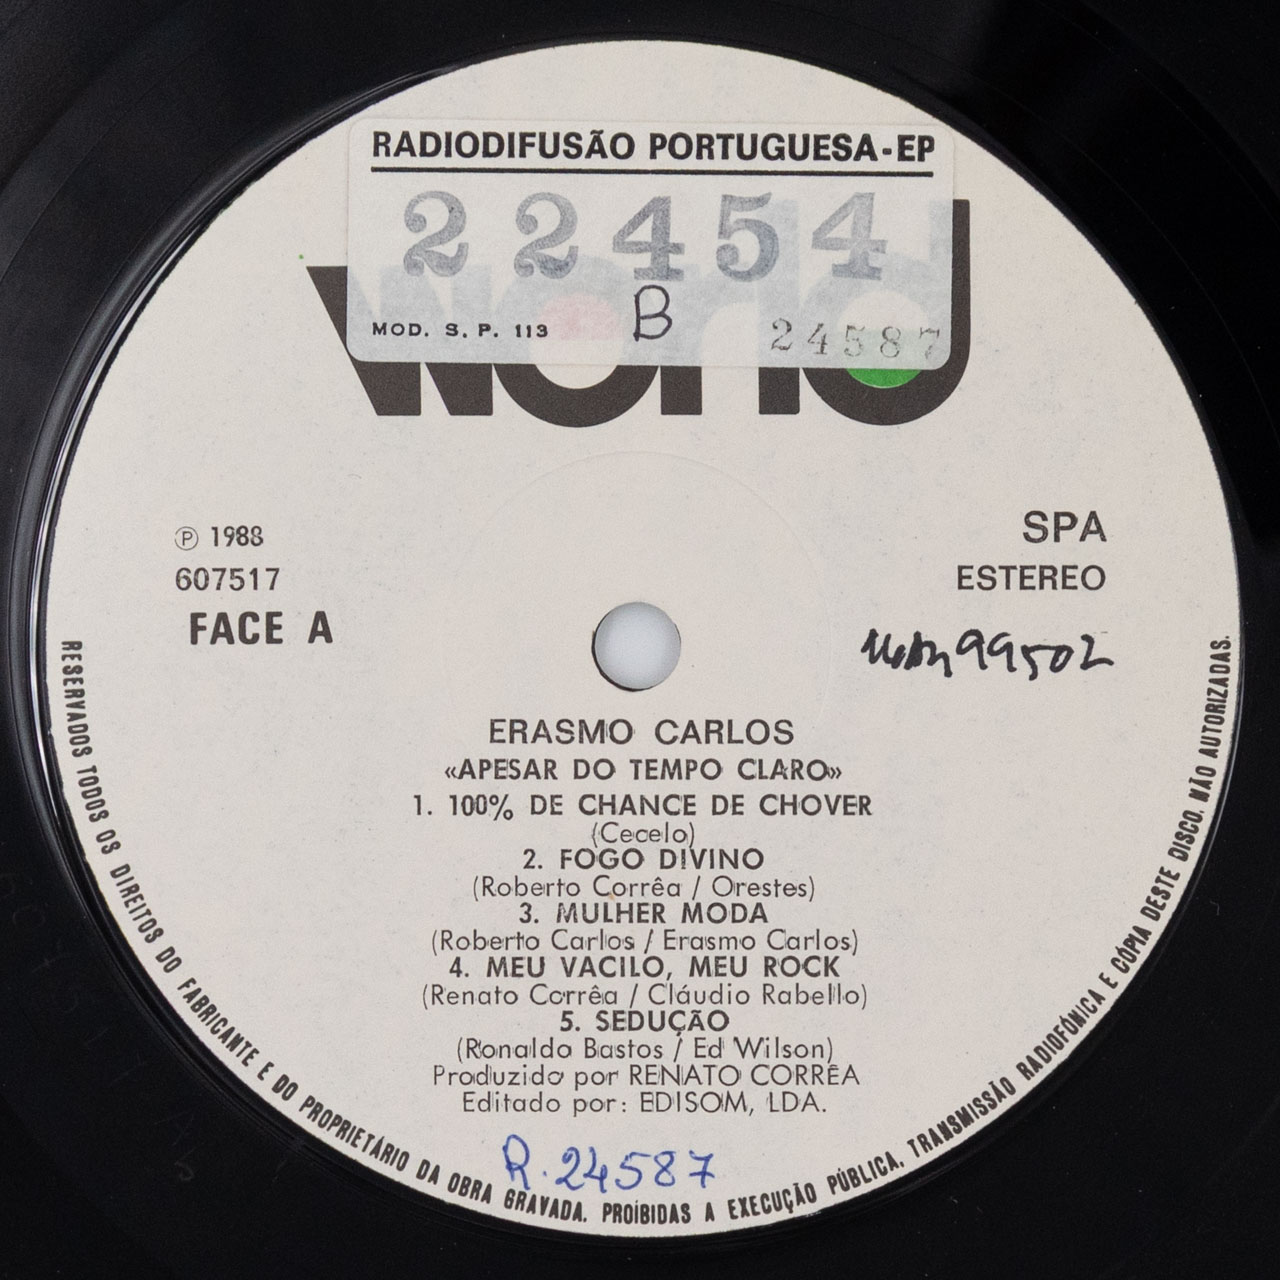 RADIODIFUSÃO PORTUGUESA-EP
22454
B
MOD. S. P. 113
24587
world
℗ 1988
607517
FACE A
SPA
ESTEREO
99502
ERASMO CARLOS
«APESAR DO TEMPO CLARO»
1. 100% DE CHANCE DE CHOVER
(Cecelo)
2. FOGO DIVINO
(Roberto Corrêa / Orestes)
3. MULHER MODA
(Roberto Carlos / Erasmo Carlos)
4. MEU VACILO, MEU ROCK
(Renato Corrêa / Cláudio Rabello)
5. SEDUÇÃO
(Ronaldo Bastos / Ed Wilson)
Produzido por RENATO CORRÊA
Editado por: EDISOM, LDA.
R. 24587
RESERVADOS TODOS OS DIREITOS DO FABRICANTE E DO PROPRIETÁRIO DA OBRA GRAVADA. PROÍBIDAS A EXECUÇÃO PÚBLICA, TRANSMISSÃO RADIOFÓNICA E CÓPIA DESTE DISCO, NÃO AUTORIZADAS.